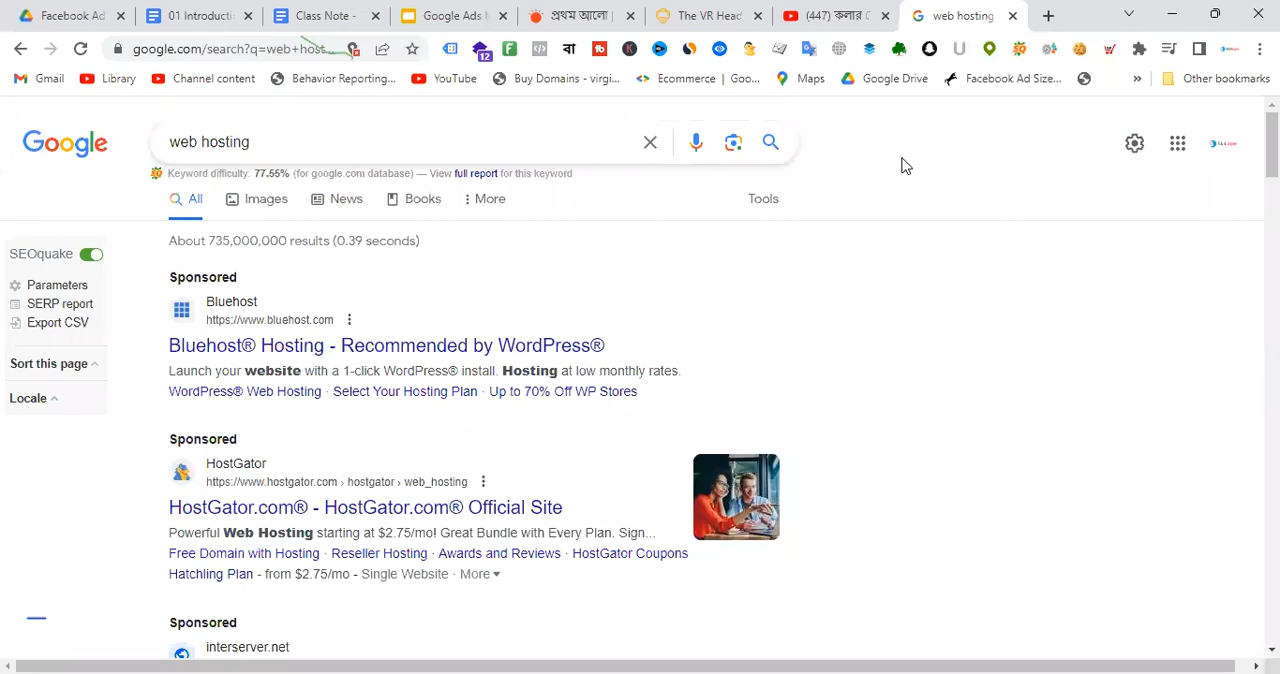 Facebook Ad
01 Introducti
Class Note -
Google Ads
প্রথম আলো |
The VR Head
(447) কলার
web hosting
google.com/search?q=web+host
12
বা
Gmail
Library
Channel content
Behavior Reporting...
YouTube
Buy Domains - virgi...
Ecommerce | Goo...
Maps
Google Drive
Facebook Ad Size...
»
Other bookmarks
Google
web hosting
Keyword difficulty: 77.55% (for google.com database) — View full report for this keyword
All
Images
News
Books
More
Tools
About 735,000,000 results (0.39 seconds)
SEOquake
Parameters
SERP report
Export CSV
Sort this page
Locale
Sponsored
Bluehost
https://www.bluehost.com
Bluehost® Hosting - Recommended by WordPress®
Launch your website with a 1-click WordPress® install. Hosting at low monthly rates.
WordPress® Web Hosting · Select Your Hosting Plan · Up to 70% Off WP Stores
Sponsored
HostGator
https://www.hostgator.com › hostgator › web_hosting
HostGator.com® - HostGator.com® Official Site
Powerful Web Hosting starting at $2.75/mo! Great Bundle with Every Plan. Sign...
Free Domain with Hosting · Reseller Hosting · Awards and Reviews · HostGator Coupons
Hatchling Plan - from $2.75/mo - Single Website · More
Sponsored
interserver.net